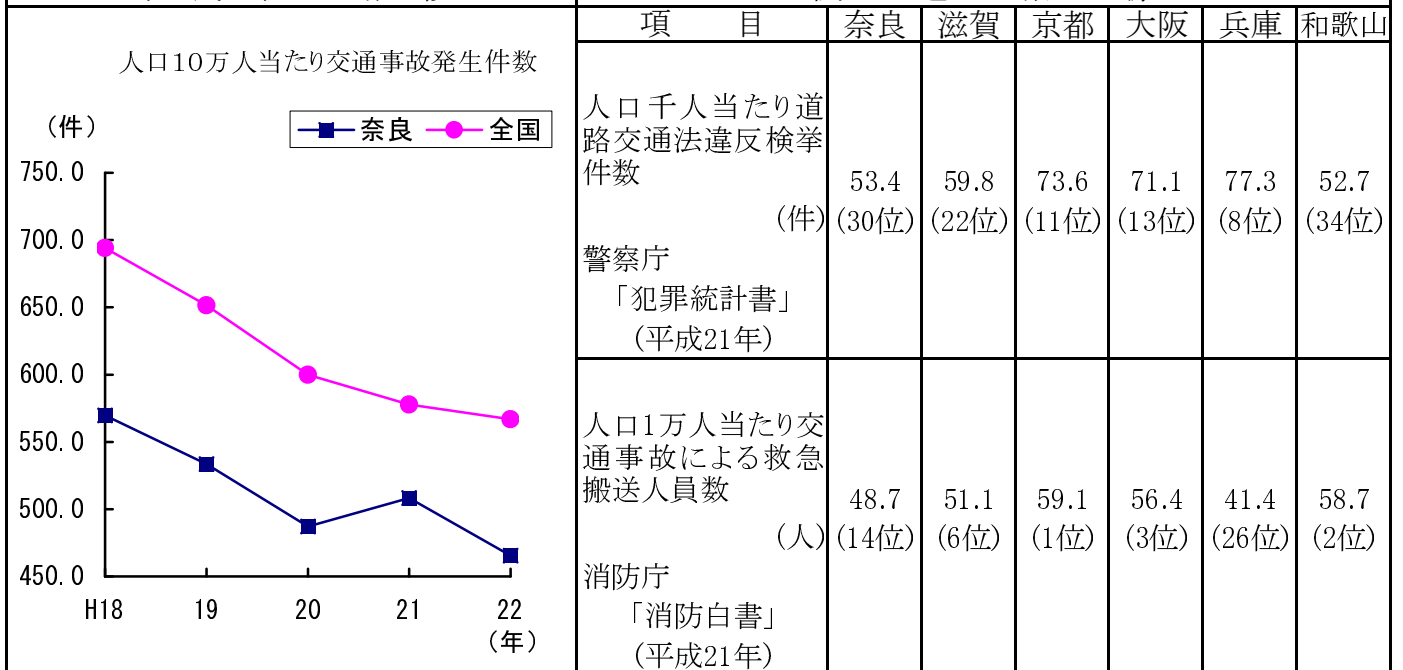 人口10万人当たり交通事故発生件数
（件）
奈良 全国
750.0
700.0
650.0
600.0
550.0
500.0
450.0
H18 19 20 21 22
（年）
項 目 奈良 滋賀 京都 大阪 兵庫 和歌山
人口千人当たり道
路交通法違反検挙
件数
53.4 59.8 73.6 71.1 77.3 52.7
(件) (30位) (22位) (11位) (13位) (8位) (34位)
警察庁
「犯罪統計書」
(平成21年)
人口1万人当たり交
通事故による救急
搬送人員数
48.7 51.1 59.1 56.4 41.4 58.7
(人) (14位) (6位) (1位) (3位) (26位) (2位)
消防庁
「消防白書」
(平成21年)